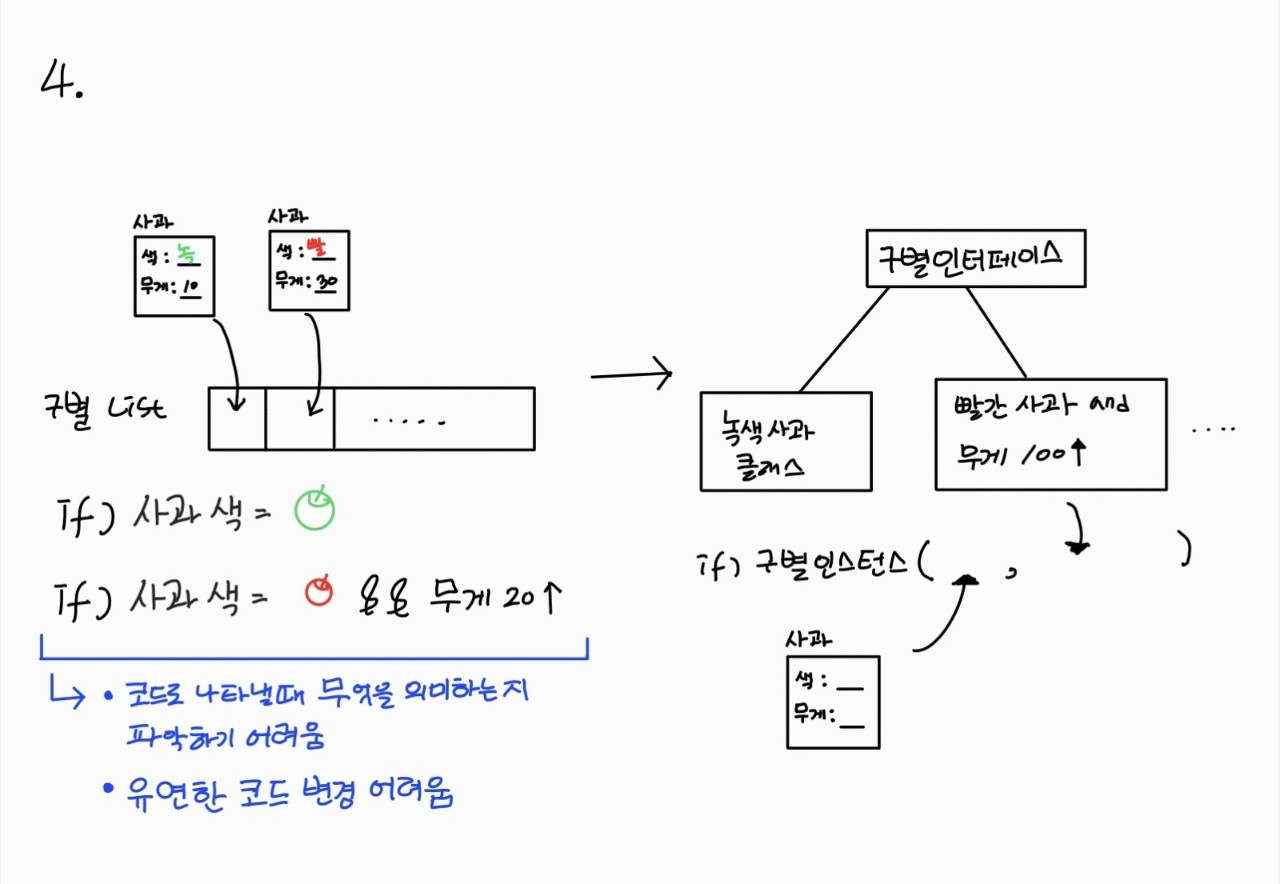 4.
사과
색 : 녹
무게 : 10
사과
색 : 빨
무게 : 30
구별 List
.....
if) 사과 색 =
if) 사과 색 = && 무게 20↑
• 코드로 나타낼때 무엇을 의미하는지
파악하기 어려움
• 유연한 코드 변경 어려움
구별인터페이스
녹색사과
클래스
빨간 사과 and
무게 100↑
....
if) 구별인스턴스( , )
사과
색 : __
무게 : __